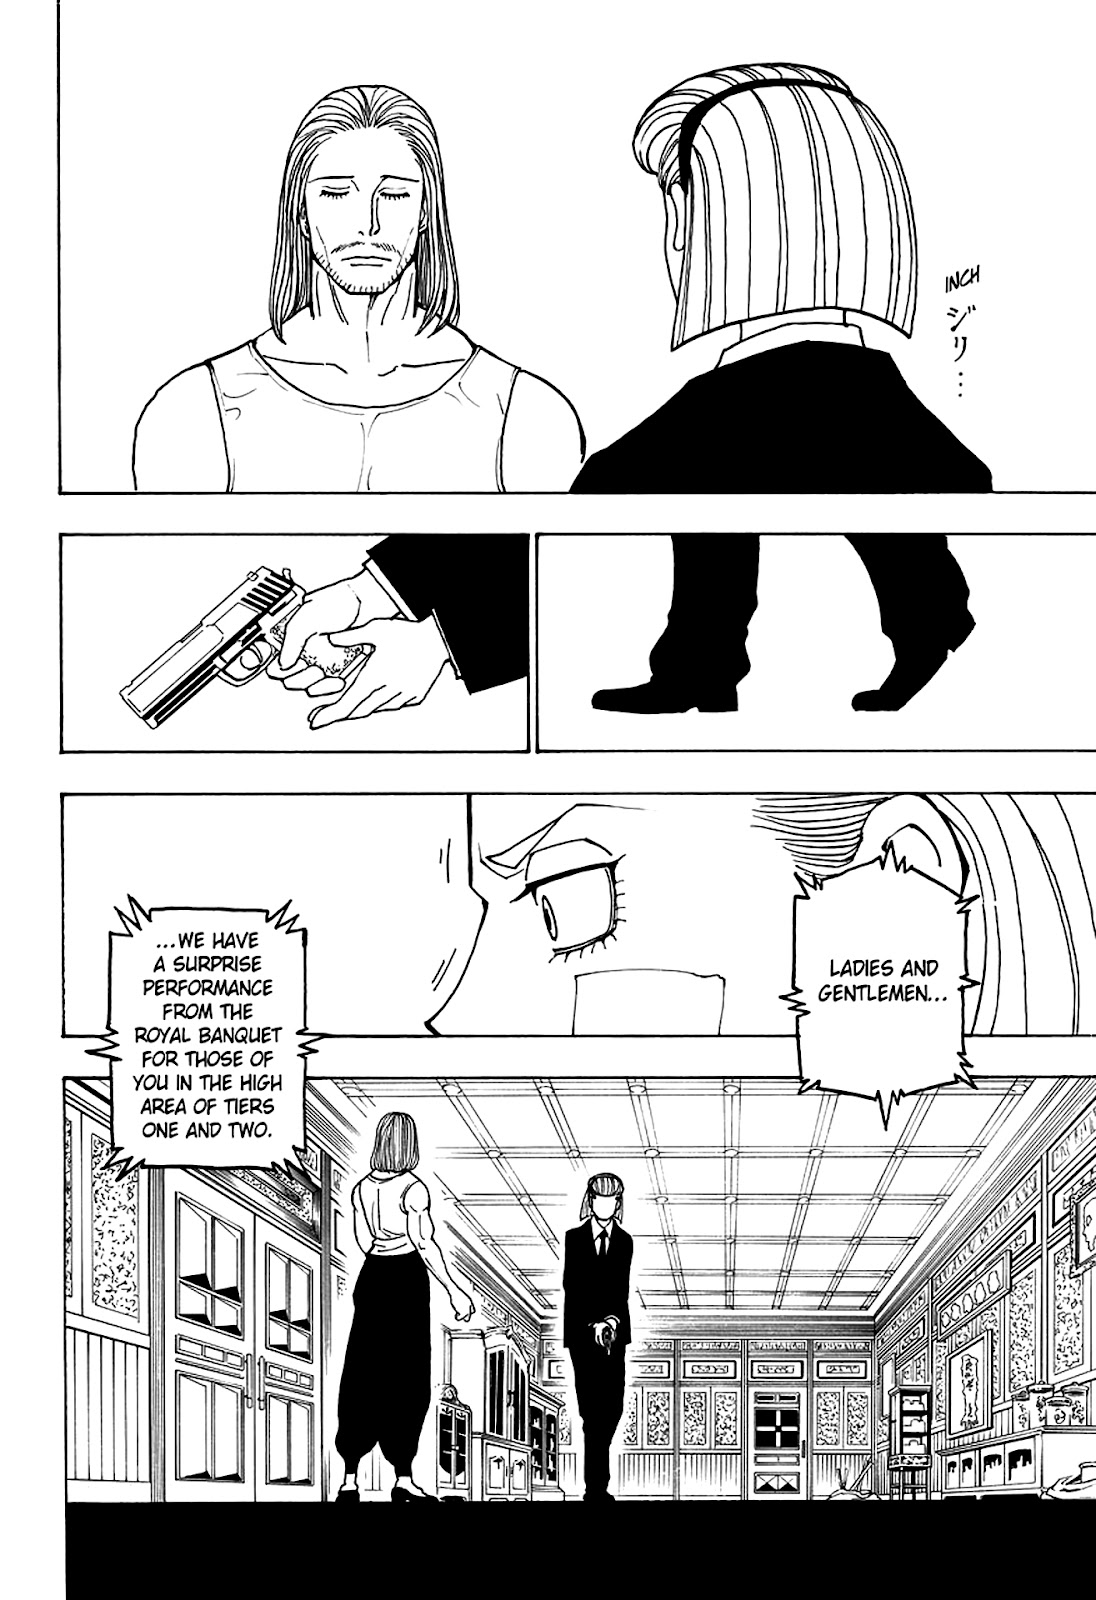 INCH
ジリ…
LADIES AND
GENTLEMEN...
...WE HAVE
A SURPRISE
PERFORMANCE
FROM THE
ROYAL BANQUET
FOR THOSE OF
YOU IN THE HIGH
AREA OF TIERS
ONE AND TWO.